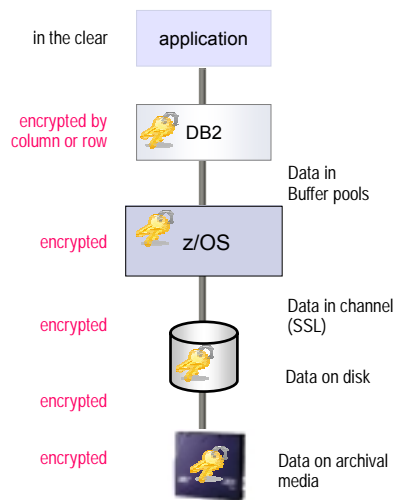 in the clear
application
encrypted by
column or row
DB2
Data in
Buffer pools
encrypted
z/OS
Data in channel
(SSL)
encrypted
Data on disk
encrypted
encrypted
Data on archival
media